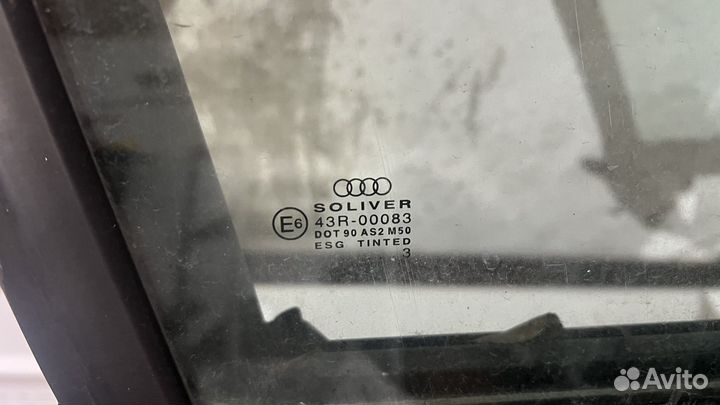 SOLIVER
E6 43R-00083
DOT 90 AS2 M50
ESG TINTED
3
Avito